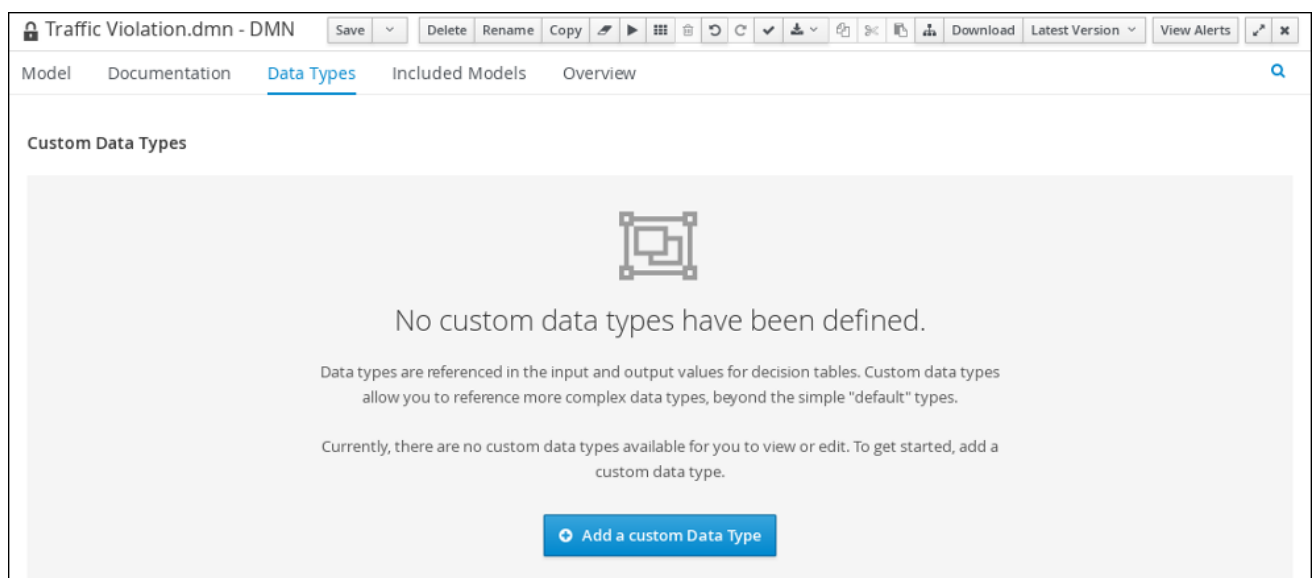 Traffic Violation.dmn - DMN Save Delete Rename Copy Download Latest Version View Alerts
Model Documentation Data Types Included Models Overview
Custom Data Types
No custom data types have been defined.
Data types are referenced in the input and output values for decision tables. Custom data types
allow you to reference more complex data types, beyond the simple "default" types.
Currently, there are no custom data types available for you to view or edit. To get started, add a
custom data type.
Add a custom Data Type